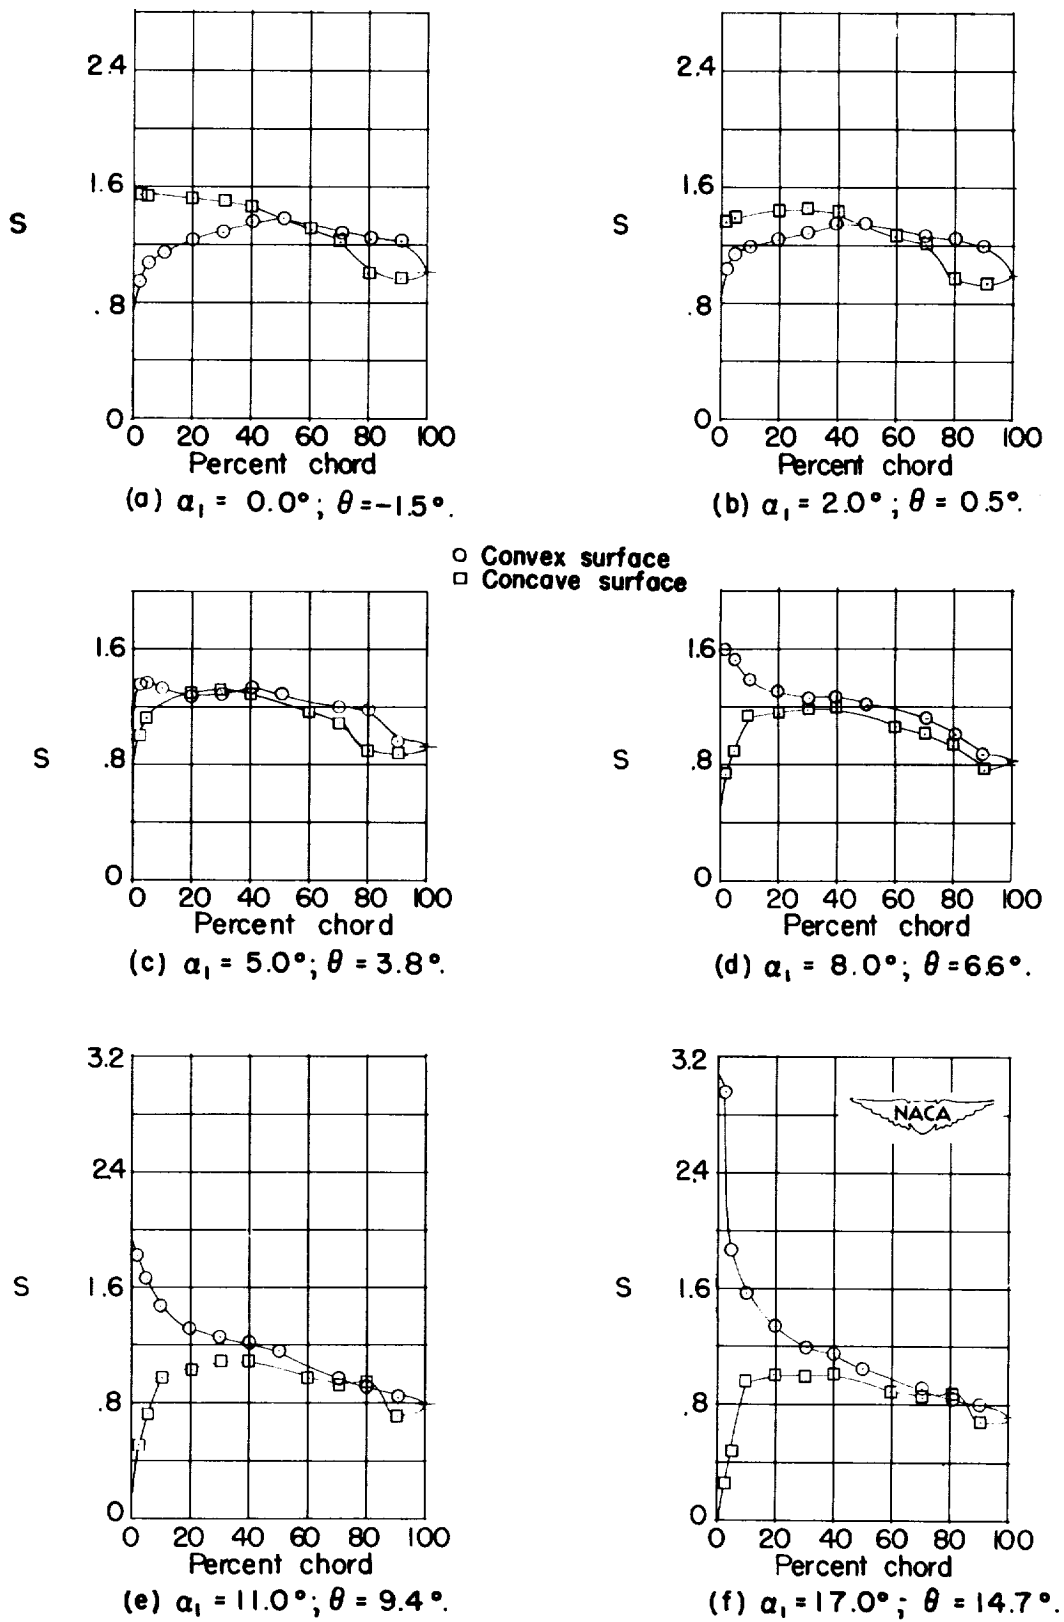 2.4
1.6
S
.8
0
0 20 40 60 80 100
Percent chord
(a) α₁ = 0.0°; θ = -1.5°.
2.4
1.6
.8
0
0 20 40 60 80 100
Percent chord
(b) α₁ = 2.0°; θ = 0.5°.
Convex surface
Concave surface
1.6
S
.8
0
0 20 40 60 80 100
Percent chord
(c) α₁ = 5.0°; θ = 3.8°.
1.6
S
.8
0
0 20 40 60 80 100
Percent chord
(d) α₁ = 8.0°; θ = 6.6°.
3.2
2.4
S
1.6
.8
0
0 20 40 60 80 100
Percent chord
(e) α₁ = 11.0°; θ = 9.4°.
3.2
NACA
2.4
S
1.6
.8
0
0 20 40 60 80 100
Percent chord
(f) α₁ = 17.0°; θ = 14.7°.